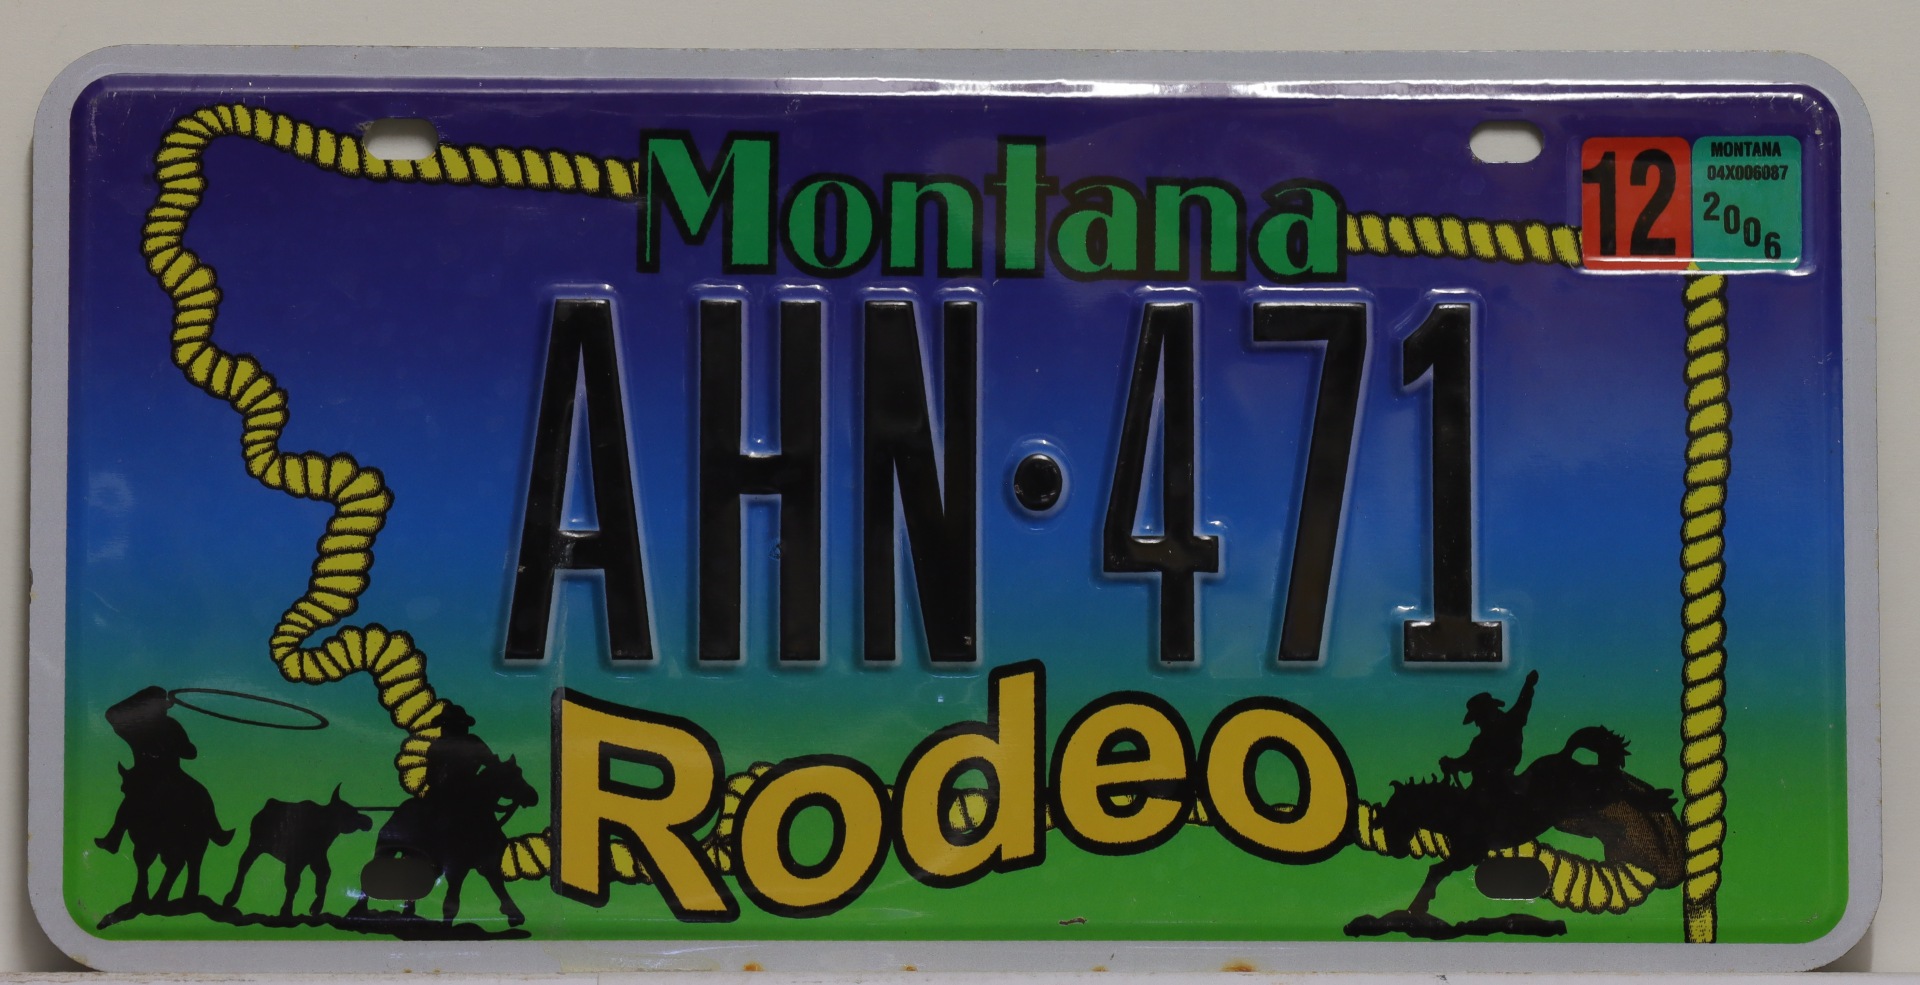 Montana
12
MONTANA
04X006087
2006
AHN·471
Rodeo